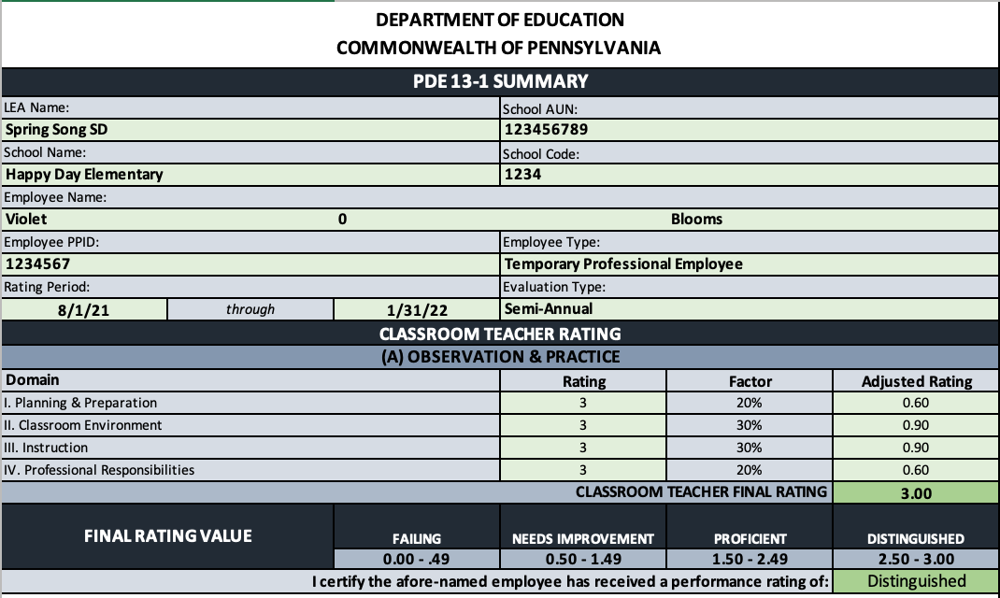 DEPARTMENT OF EDUCATION
COMMONWEALTH OF PENNSYLVANIA
PDE 13-1 SUMMARY
LEA Name: School AUN:
Spring Song SD 123456789
School Name: School Code:
Happy Day Elementary 1234
Employee Name:
Violet 0 Blooms
Employee PPID: Employee Type:
1234567 Temporary Professional Employee
Rating Period: Evaluation Type:
8/1/21 through 1/31/22 Semi-Annual
CLASSROOM TEACHER RATING
(A) OBSERVATION & PRACTICE
Domain Rating Factor Adjusted Rating
I. Planning & Preparation 3 20% 0.60
II. Classroom Environment 3 30% 0.90
III. Instruction 3 30% 0.90
IV. Professional Responsibilities 3 20% 0.60
CLASSROOM TEACHER FINAL RATING 3.00
FINAL RATING VALUE FAILING NEEDS IMPROVEMENT PROFICIENT DISTINGUISHED
0.00 - .49 0.50 - 1.49 1.50 - 2.49 2.50 - 3.00
I certify the afore-named employee has received a performance rating of: Distinguished